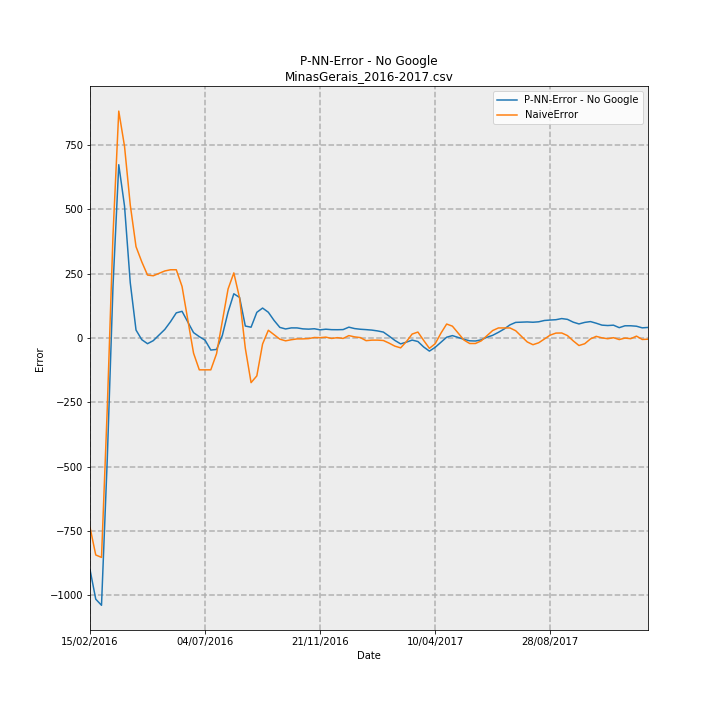 P-NN-Error - No Google
MinasGerais_2016-2017.csv
P-NN-Error - No Google
NaiveError
750
500
250
0
−250
−500
−750
−1000
Error
15/02/2016
04/07/2016
21/11/2016
10/04/2017
28/08/2017
Date